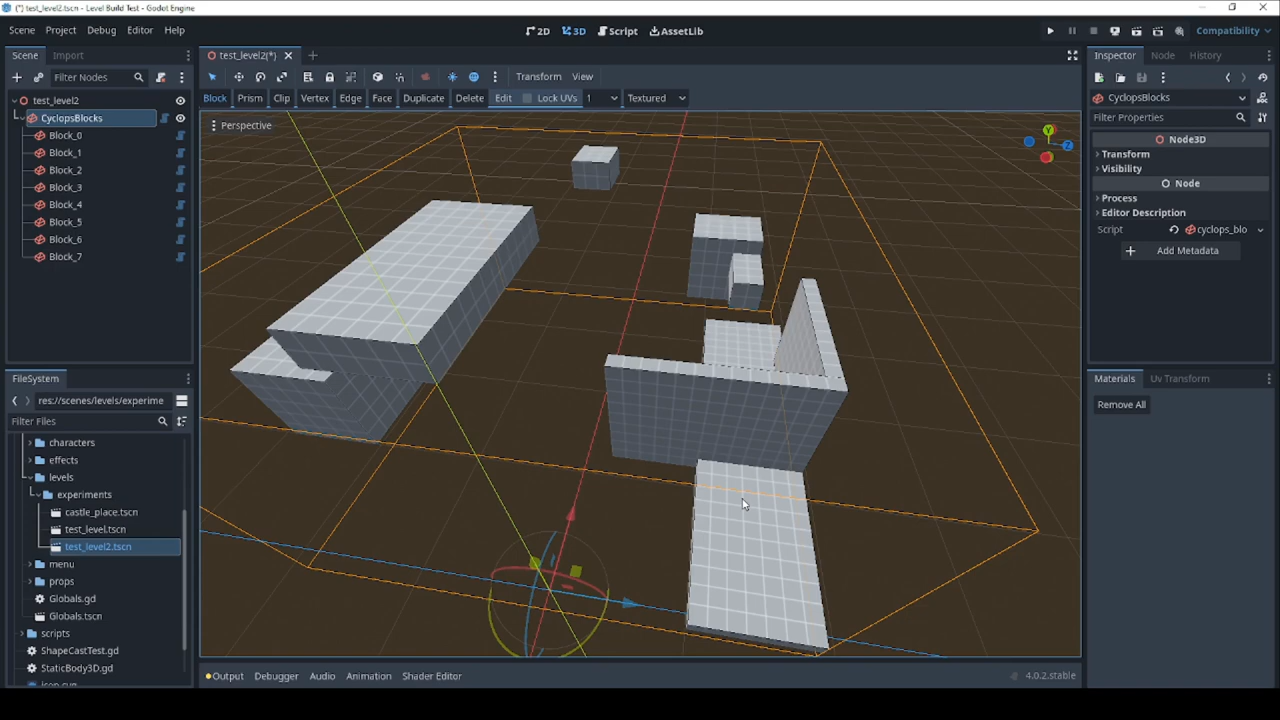 (*) test_level2.tscn - Level Build Test - Godot Engine
Scene Project Debug Editor Help
2D 3D Script AssetLib
Compatibility
Scene Import
test_level2(*)
Inspector Node History
Filter Nodes
Transform View
Block Prism Clip Vertex Edge Face Duplicate Delete Edit Lock UVs 1 Textured
CyclopsBlocks
Filter Properties
test_level2
CyclopsBlocks
Block_0
Block_1
Block_2
Block_3
Block_4
Block_5
Block_6
Block_7
Perspective
Y
Z
Node3D
Transform
Visibility
Node
Process
Editor Description
Script cyclops_blo
Add Metadata
FileSystem
res://scenes/levels/experime
Filter Files
characters
effects
levels
experiments
castle_place.tscn
test_level.tscn
test_level2.tscn
menu
props
Globals.gd
Globals.tscn
scripts
ShapeCastTest.gd
StaticBody3D.gd
icon.svg
Materials Uv Transform
Remove All
Output Debugger Audio Animation Shader Editor
4.0.2.stable